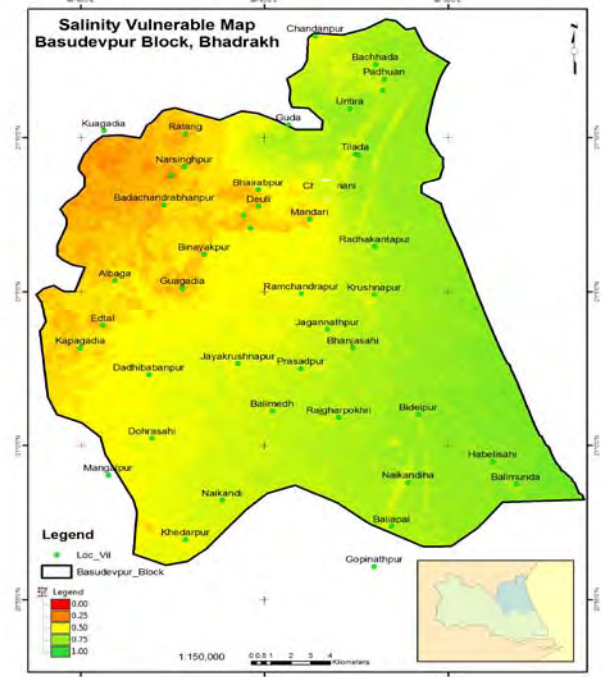 Salinity Vulnerable Map
Basudevpur Block, Bhadrakh
Chandanpur
Bachhada
Padhuan
Uritira
Guda
Kuagadia
Ratang
Tilada
Narsinghpur
Bhairabpur
Badachandrabhanpur
Deuli
Mandari
Radhakantapur
Binayakpur
Albaga
Guagadia
Ramchandrapur
Krushnapur
Edtal
Jagannathpur
Kapagadia
Bhanjasahi
Jayakrushnapur
Prasadpur
Dadhibabanpur
Balimedh
Rajgharpokhri
Bideipur
Dohrasahi
Habelisahi
Mangalpur
Naikandiha
Balimunda
Naikandi
Baliapal
Khedarpur
Gopinathpur
Legend
Loc_Vil
Basudevpur_Block
Legend
0.00
0.25
0.50
0.75
1.00
1:150,000
Kilometers